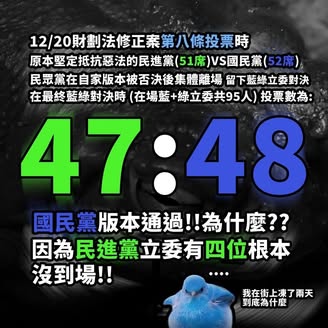 12/20財劃法修正案第八條投票時
原本堅定抵抗惡法的民進黨(51席)VS國民黨(52席)
民眾黨在自家版本被否決後集體離場 留下藍綠立委對決
在最終藍綠對決時 (在場藍+綠立委共95人) 投票數為:
47:48
國民黨版本通過!!為什麼??
因為民進黨立委有四位根本
沒到場!! ....
我在街上凍了兩天
到底為什麼